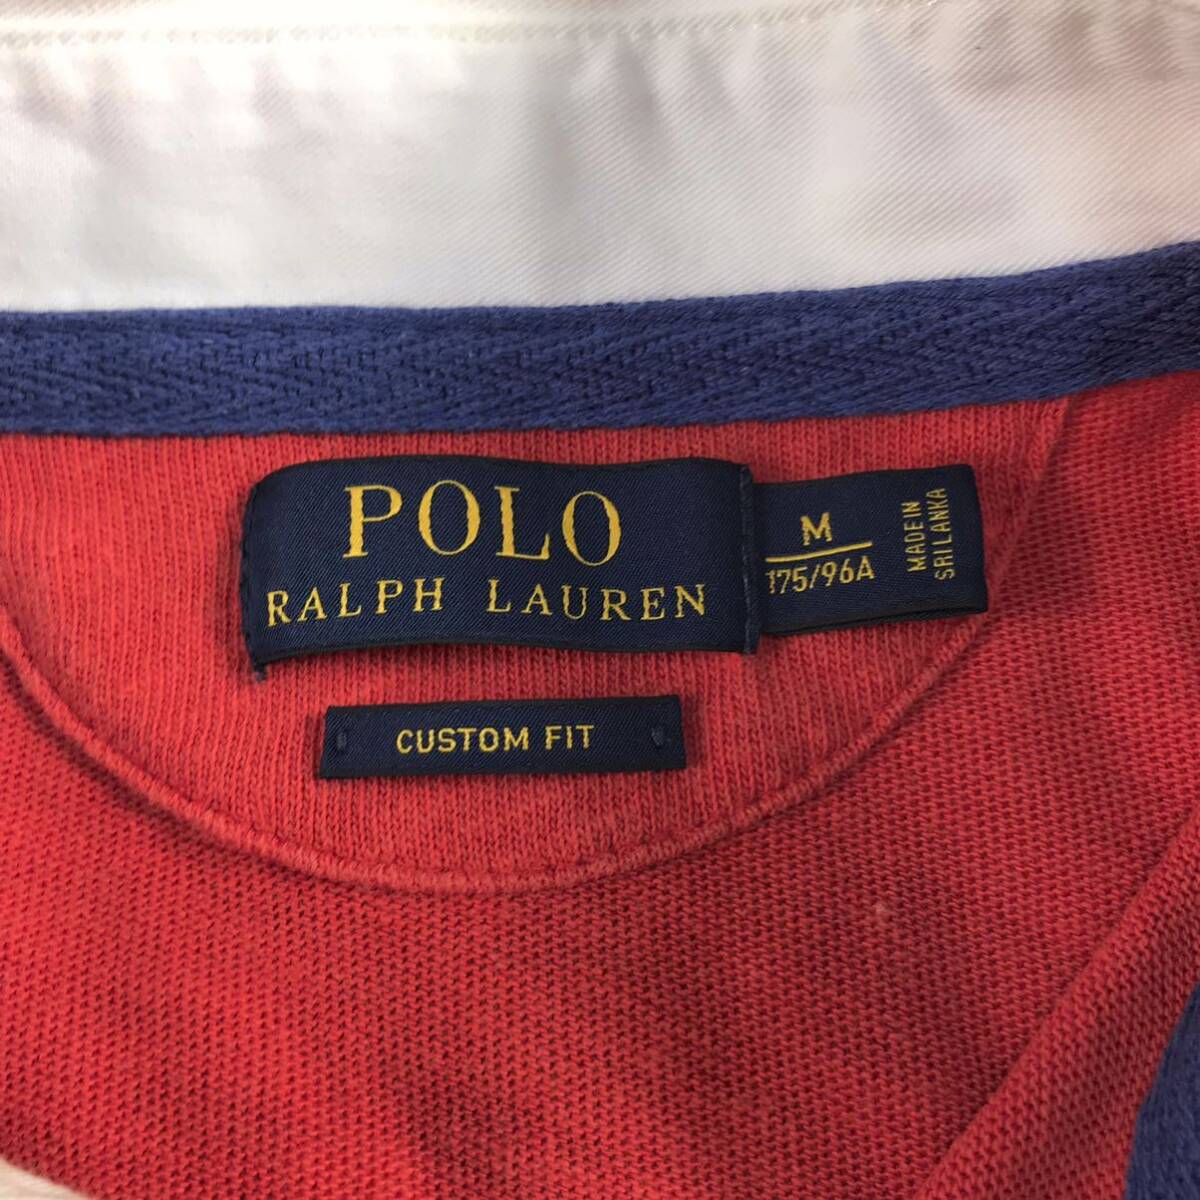 POLO
RALPH LAUREN
M
175/96A
MADE IN
SRI LANKA
CUSTOM FIT